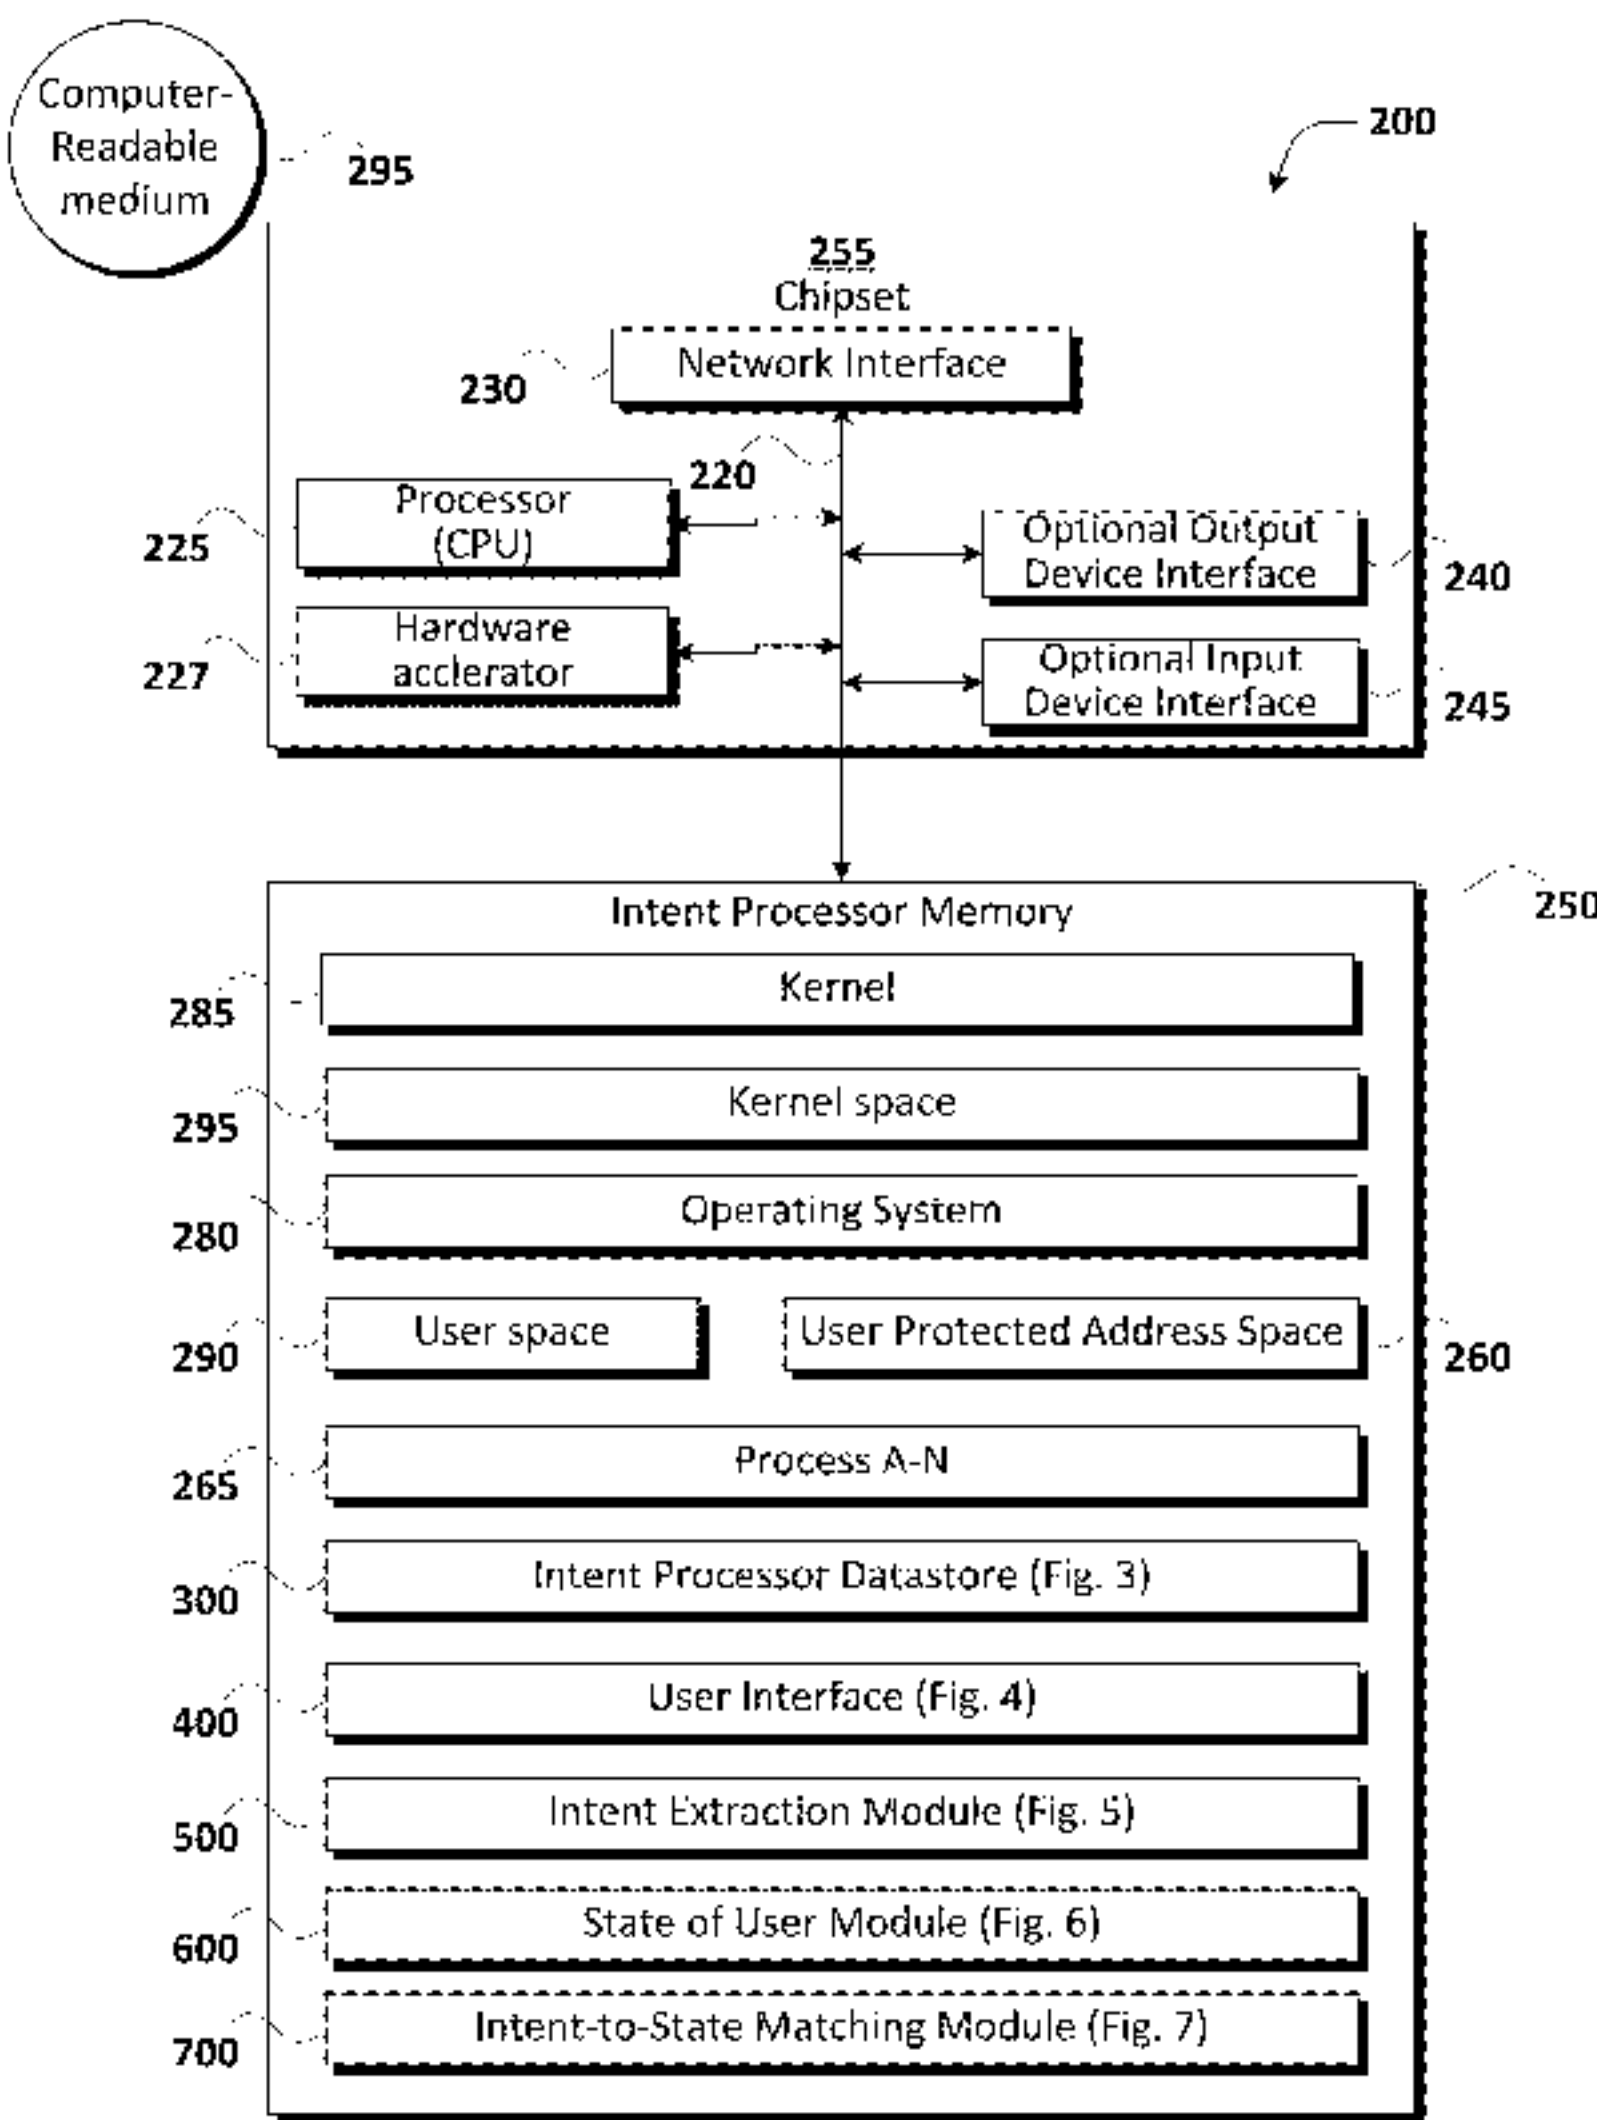 Computer-
Readable
medium
295
200
255
Chipset
Network Interface
230
220
Processor
(CPU)
225
Optional Output
Device Interface
240
Hardware
acclerator
227
Optional Input
Device Interface
245
Intent Processor Memory
250
Kernel
285
Kernel space
295
Operating System
280
User space
290
User Protected Address Space
260
Process A-N
265
Intent Processor Datastore (Fig. 3)
300
User Interface (Fig. 4)
400
Intent Extraction Module (Fig. 5)
500
State of User Module (Fig. 6)
600
Intent-to-State Matching Module (Fig. 7)
700